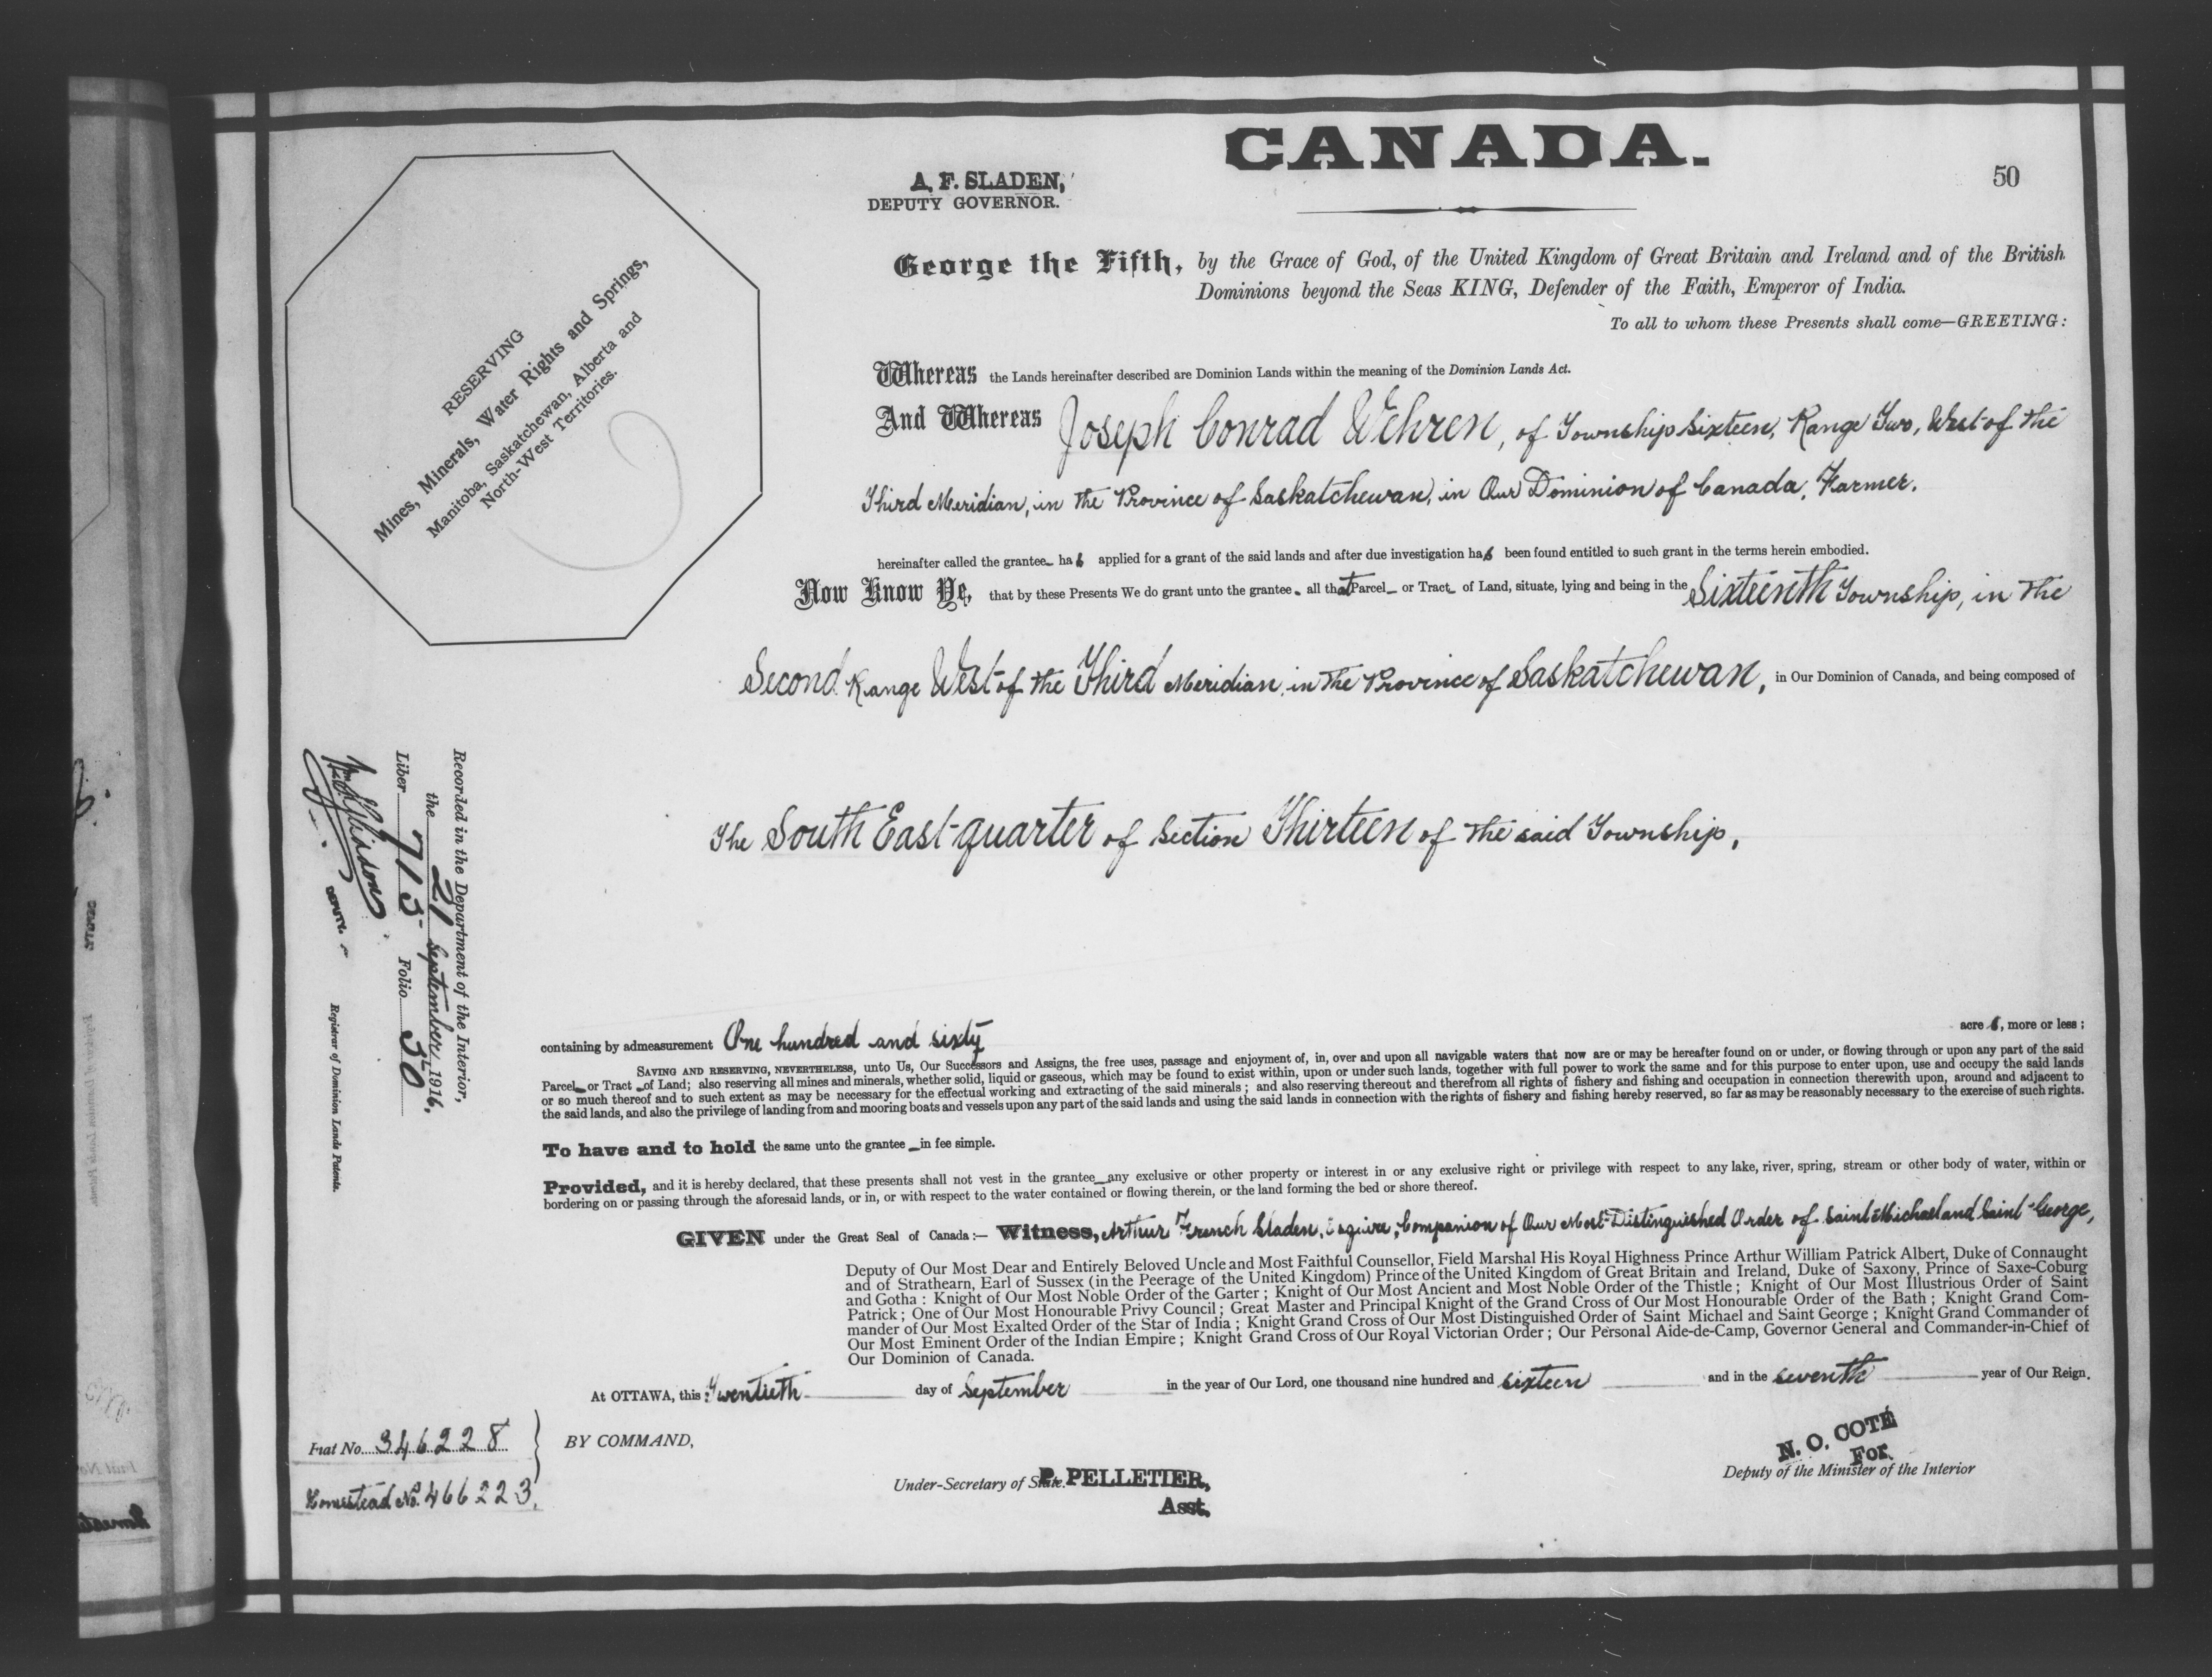 CANADA.
50
A. F. SLADEN,
DEPUTY GOVERNOR.
RESERVING
Mines, Minerals, Water Rights and Springs,
Manitoba, Saskatchewan, Alberta and
North-West Territories.
George the Fifth, by the Grace of God, of the United Kingdom of Great Britain and Ireland and of the British
Dominions beyond the Seas KING, Defender of the Faith, Emperor of India.
To all to whom these Presents shall come—GREETING:
Whereas the Lands hereinafter described are Dominion Lands within the meaning of the Dominion Lands Act.
And Whereas Joseph Conrad Wehren, of Township Sixteen, Range Two, West of the
Third Meridian, in the Province of Saskatchewan, in Our Dominion of Canada, Farmer.
hereinafter called the grantee has applied for a grant of the said lands and after due investigation has been found entitled to such grant in the terms herein embodied.
Now Know Ye, that by these Presents We do grant unto the grantee all that Parcel or Tract of Land, situate, lying and being in the Sixteenth Township, in the
Second Range West of the Third Meridian, in the Province of Saskatchewan, in Our Dominion of Canada, and being composed of
The South East quarter of Section Thirteen of the said Township,
Recorded in the Department of the Interior,
the 21 September 1916,
Liber 715 Folio 50
DEPUTY.
Registrar of Dominion Lands Patents.
containing by admeasurement One hundred and sixty acres, more or less;
SAVING AND RESERVING, NEVERTHELESS, unto Us, Our Successors and Assigns, the free uses, passage and enjoyment of, in, over and upon all navigable waters that now are or may be hereafter found on or under, or flowing through or upon any part of the said
Parcel or Tract of Land; also reserving all mines and minerals, whether solid, liquid or gaseous, which may be found to exist within, upon or under such lands, together with full power to work the same and for this purpose to enter upon, use and occupy the said lands
or so much thereof and to such extent as may be necessary for the effectual working and extracting of the said minerals; and also reserving thereout and therefrom all rights of fishery and fishing and occupation in connection therewith upon, around and adjacent to
the said lands, and also the privilege of landing from and mooring boats and vessels upon any part of the said lands and using the said lands in connection with the rights of fishery and fishing hereby reserved, so far as may be reasonably necessary to the exercise of such rights.
To have and to hold the same unto the grantee in fee simple.
Provided, and it is hereby declared, that these presents shall not vest in the grantee any exclusive or other property or interest in or any exclusive right or privilege with respect to any lake, river, spring, stream or other body of water, within or
bordering on or passing through the aforesaid lands, or in, or with respect to the water contained or flowing therein, or the land forming the bed or shore thereof.
GIVEN under the Great Seal of Canada:— Witness, Arthur French Sladen, Esquire, Companion of Our Most Distinguished Order of Saint Michael and Saint George,
Deputy of Our Most Dear and Entirely Beloved Uncle and Most Faithful Counsellor, Field Marshal His Royal Highness Prince Arthur William Patrick Albert, Duke of Connaught
and of Strathearn, Earl of Sussex (in the Peerage of the United Kingdom) Prince of the United Kingdom of Great Britain and Ireland, Duke of Saxony, Prince of Saxe-Coburg
and Gotha: Knight of Our Most Noble Order of the Garter; Knight of Our Most Ancient and Most Noble Order of the Thistle; Knight of Our Most Illustrious Order of Saint
Patrick; One of Our Most Honourable Privy Council; Great Master and Principal Knight of the Grand Cross of Our Most Honourable Order of the Bath; Knight Grand Com-
mander of Our Most Exalted Order of the Star of India; Knight Grand Cross of Our Most Distinguished Order of Saint Michael and Saint George; Knight Grand Commander of
Our Most Eminent Order of the Indian Empire; Knight Grand Cross of Our Royal Victorian Order; Our Personal Aide-de-Camp, Governor General and Commander-in-Chief of
Our Dominion of Canada.
At OTTAWA, this Twentieth day of September in the year of Our Lord, one thousand nine hundred and sixteen and in the seventh year of Our Reign.
Fiat No. 346228
Homestead No. 466223.
BY COMMAND,
Under-Secretary of State. P. PELLETIER,
Asst.
N. O. COTÉ
For
Deputy of the Minister of the Interior